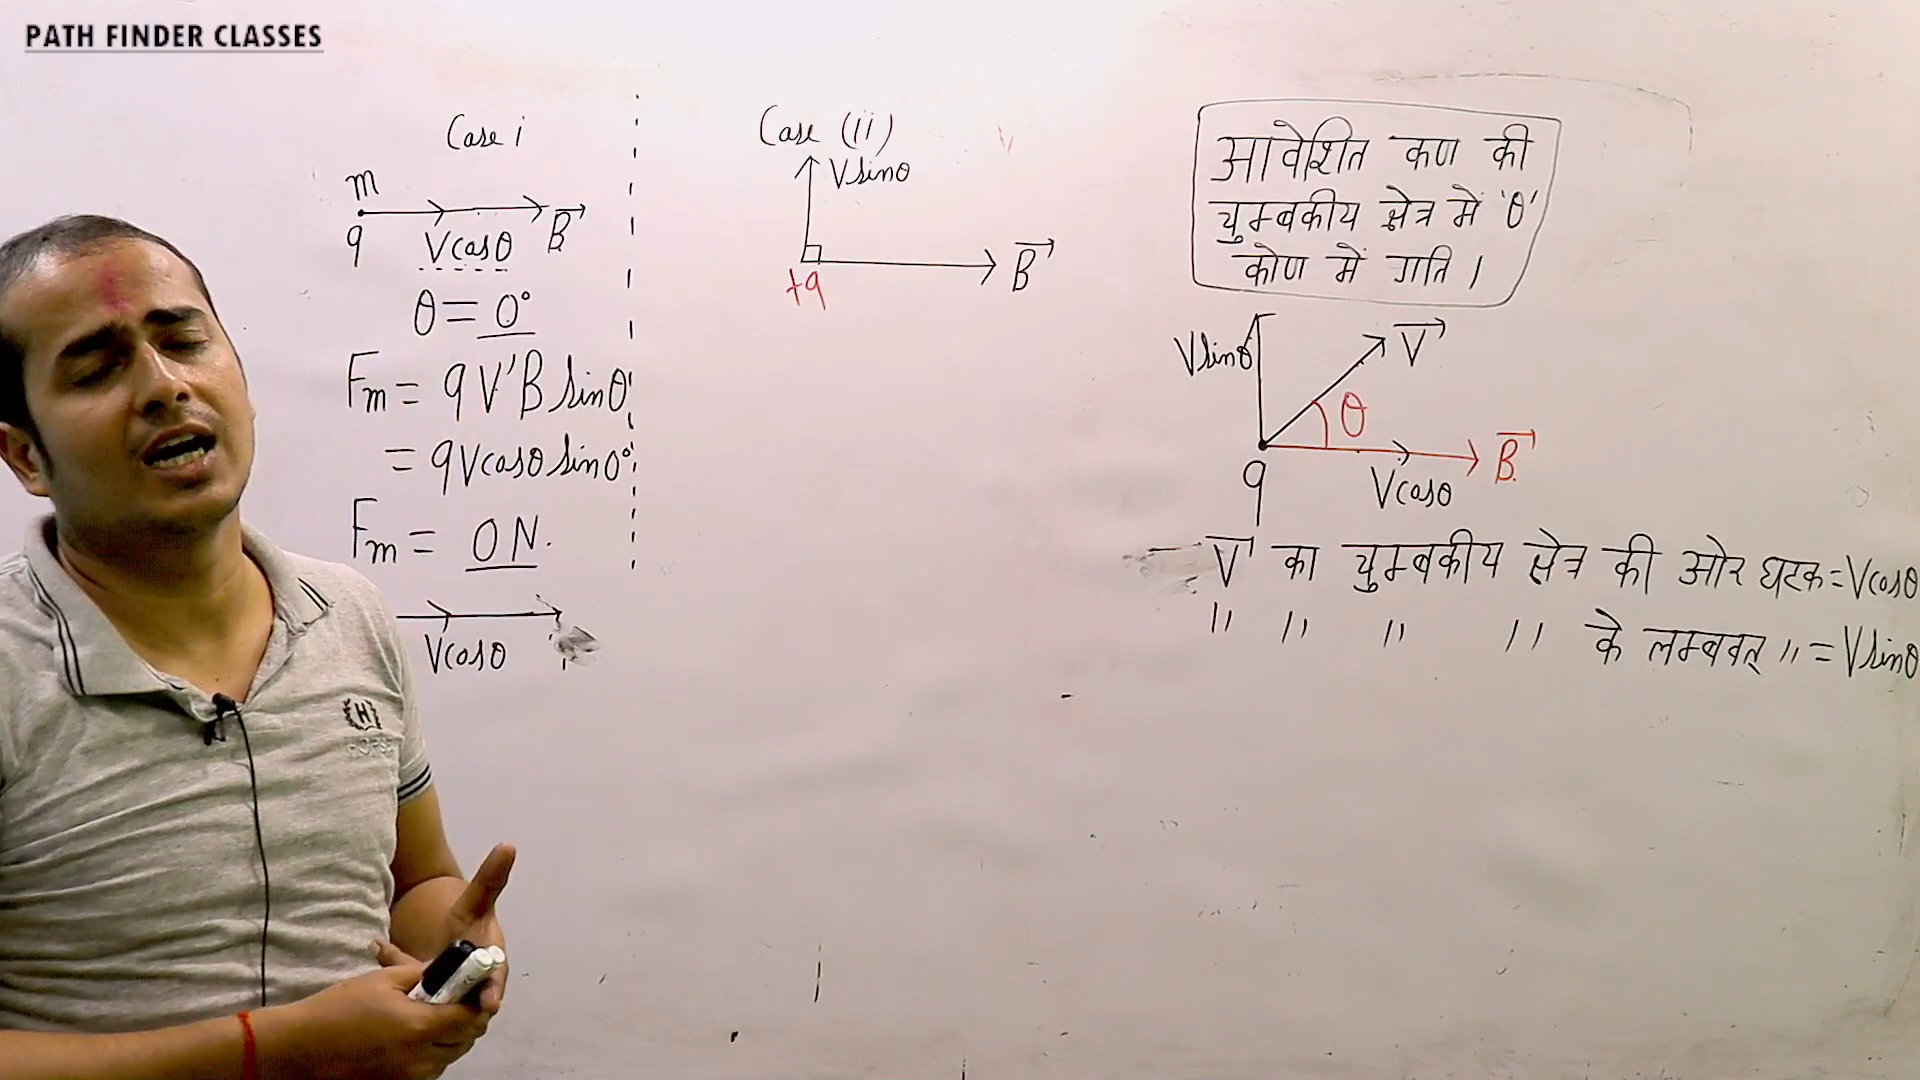 PATH FINDER CLASSES
Case i
m
q
Vcosθ
B→
θ = 0°
Fm = qV'B sinθ'
= qVcosθ sin0°
Fm = 0 N.
Vcosθ
Case (ii)
Vsinθ
+q
B→
आवेशित कण की
चुम्बकीय क्षेत्र में 'θ'
कोण में गति ।
Vsinθ
V→
θ
B→
q
Vcosθ
V→ का चुम्बकीय क्षेत्र की ओर घटक = Vcosθ
" " " " के लम्बवत् " = Vsinθ